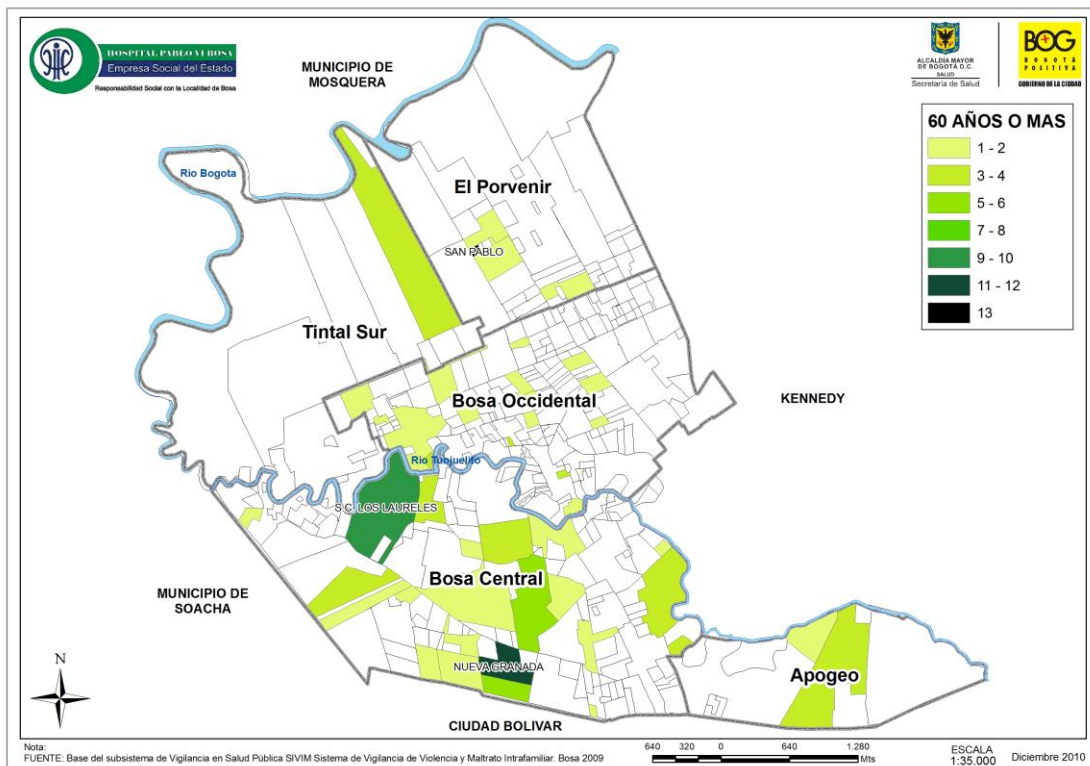 HOSPITAL PABLO VI BOSA
Empresa Social del Estado
Responsabilidad Social con la Localidad de Bosa
ALCALDIA MAYOR
DE BOGOTÁ D.C.
SALUD
Secretaría de Salud
BOG
BOGOTÁ
POSITIVA
GOBIERNO DE LA CIUDAD
MUNICIPIO DE
MOSQUERA
60 AÑOS O MAS
1 - 2
3 - 4
5 - 6
7 - 8
9 - 10
11 - 12
13
Rio Bogota
El Porvenir
SAN PABLO
Tintal Sur
Bosa Occidental
KENNEDY
Rio Tunjuelito
S.C. LOS LAURELES
Bosa Central
MUNICIPIO DE
SOACHA
NUEVA GRANADA
Apogeo
N
CIUDAD BOLIVAR
Nota:
FUENTE: Base del subsistema de Vigilancia en Salud Pública SIVIM Sistema de Vigilancia de Violencia y Maltrato Intrafamiliar. Bosa 2009
640 320 0 640 1.280
Mts
ESCALA
1:35.000
Diciembre 2010